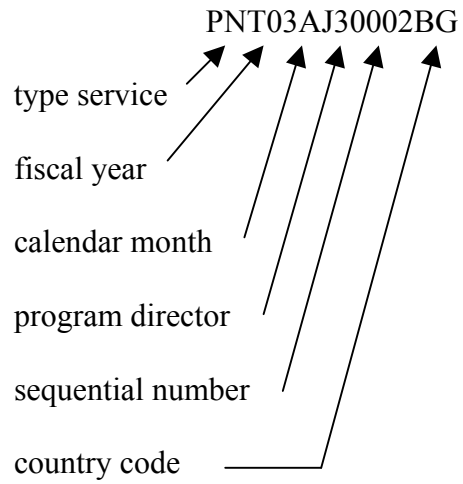 PNT03AJ30002BG
type service
fiscal year
calendar month
program director
sequential number
country code